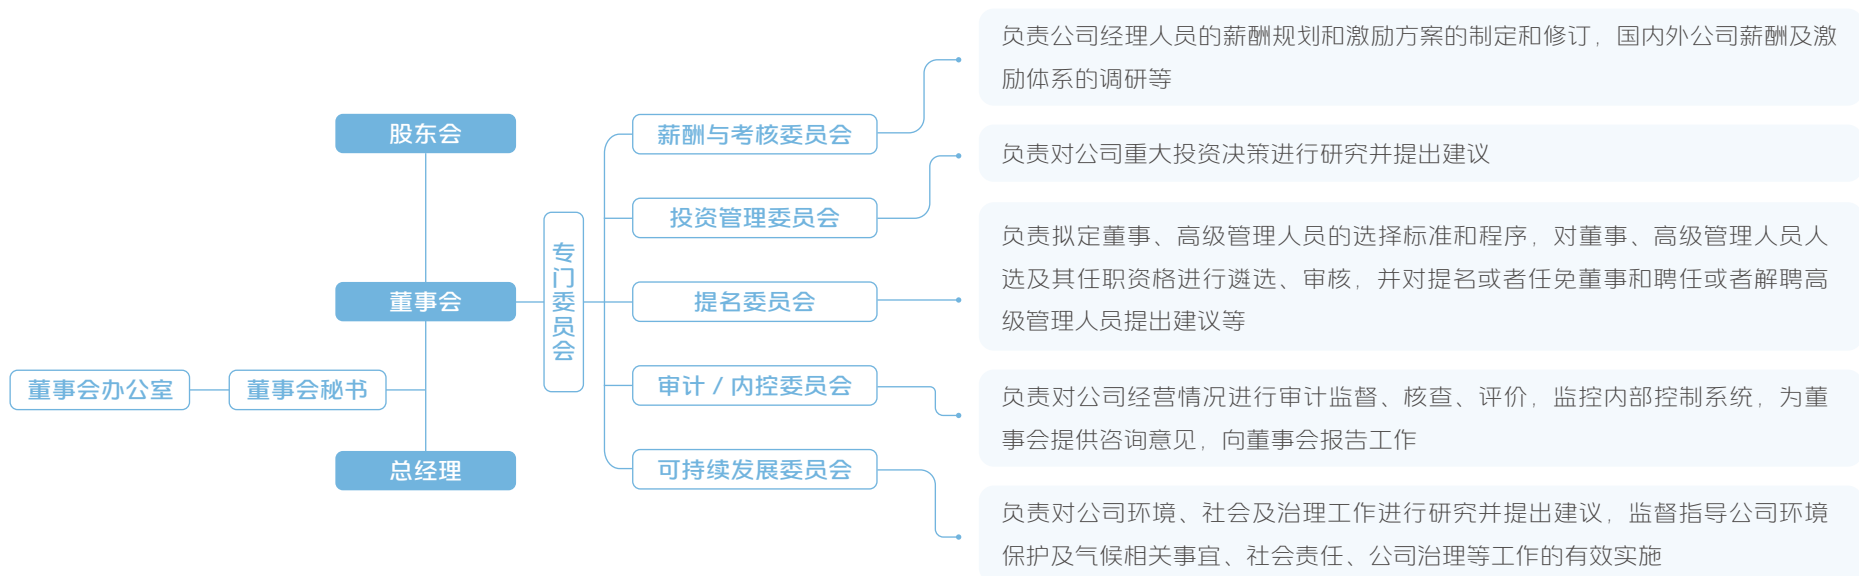 股东会
董事会
总经理
董事会办公室
董事会秘书
专门委员会
薪酬与考核委员会
负责公司经理人员的薪酬规划和激励方案的制定和修订，国内外公司薪酬及激
励体系的调研等
投资管理委员会
负责对公司重大投资决策进行研究并提出建议
提名委员会
负责拟定董事、高级管理人员的选择标准和程序，对董事、高级管理人员人
选及其任职资格进行遴选、审核，并对提名或者任免董事和聘任或者解聘高
级管理人员提出建议等
审计 / 内控委员会
负责对公司经营情况进行审计监督、核查、评价，监控内部控制系统，为董
事会提供咨询意见，向董事会报告工作
可持续发展委员会
负责对公司环境、社会及治理工作进行研究并提出建议，监督指导公司环境
保护及气候相关事宜、社会责任、公司治理等工作的有效实施